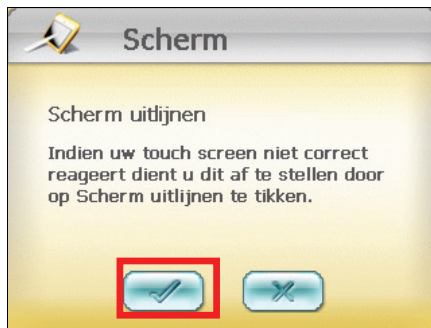 Scherm
Scherm uitlijnen
Indien uw touch screen niet correct
reageert dient u dit af te stellen door
op Scherm uitlijnen te tikken.